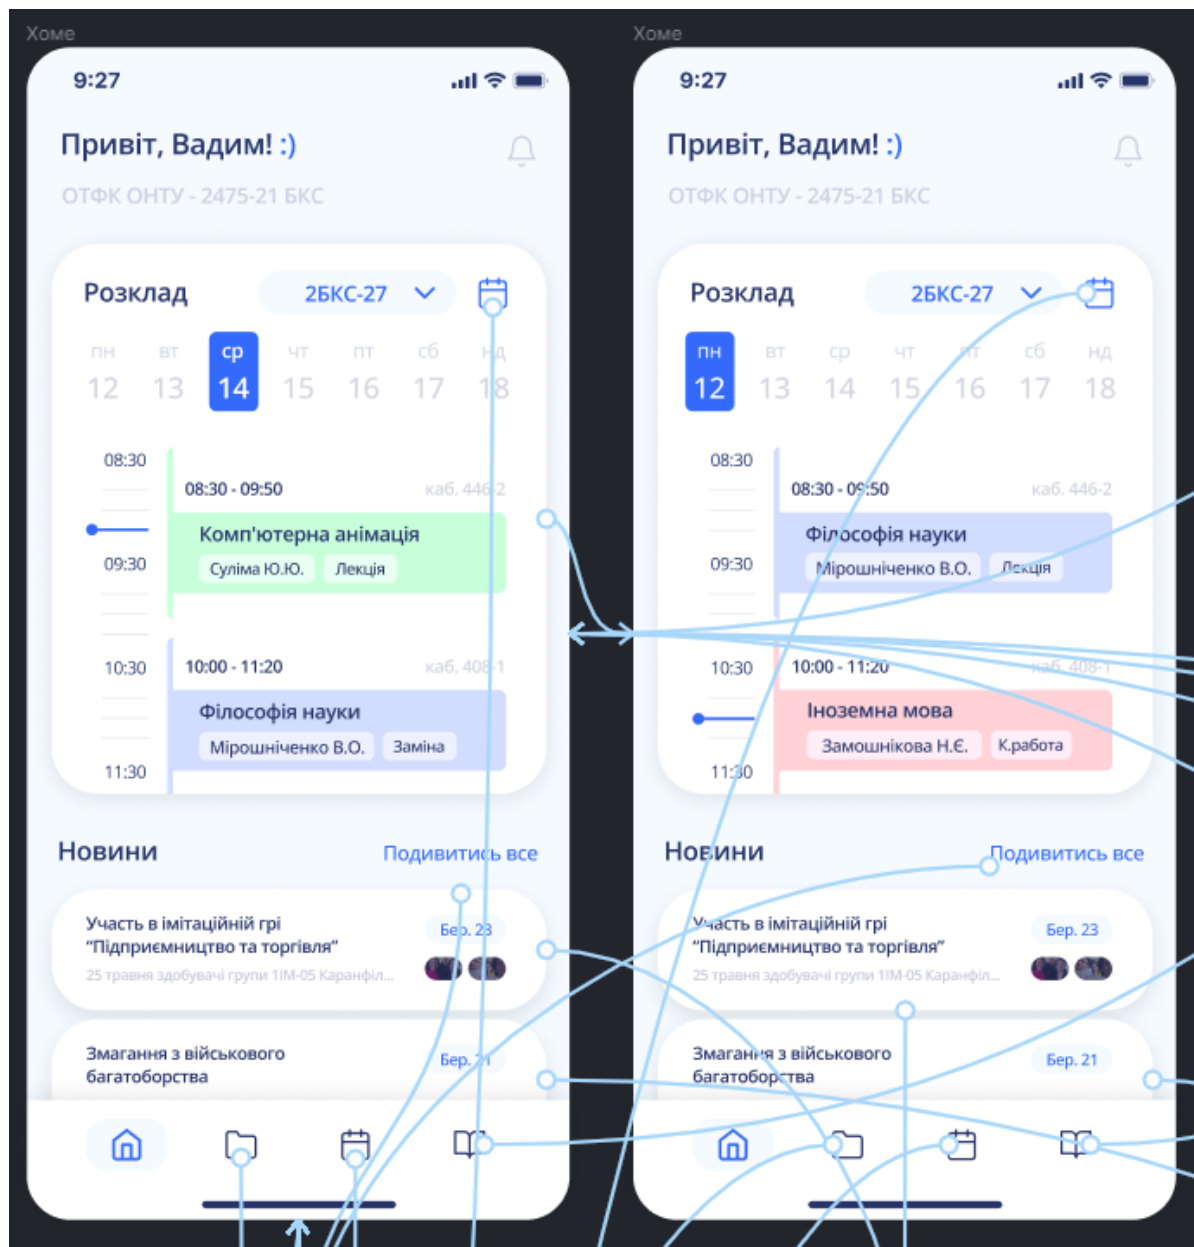 Хоме
9:27
Привіт, Вадим! :)
ОТФК ОНТУ - 2475-21 БКС
Розклад
2БКС-27
пн вт ср чт пт сб нд
12 13 14 15 16 17 18
08:30
08:30 - 09:50 каб. 446-2
Комп'ютерна анімація
09:30
Суліма Ю.Ю. Лекція
10:30
10:00 - 11:20 каб. 408-1
Філософія науки
Мірошніченко В.О. Заміна
11:30
Новини
Подивитись все
Участь в імітаційній грі
“Підприємництво та торгівля”
Бер. 23
25 травня здобувачі групи 1ІМ-05 Каранфіл...
Змагання з військового
багатоборства
Бер. 21
Хоме
9:27
Привіт, Вадим! :)
ОТФК ОНТУ - 2475-21 БКС
Розклад
2БКС-27
пн вт ср чт пт сб нд
12 13 14 15 16 17 18
08:30
08:30 - 09:50 каб. 446-2
Філософія науки
09:30
Мірошніченко В.О. Лекція
10:30
10:00 - 11:20 каб. 408-1
Іноземна мова
Замошнікова Н.Є. К.работа
11:30
Новини
Подивитись все
Участь в імітаційній грі
“Підприємництво та торгівля”
Бер. 23
25 травня здобувачі групи 1ІМ-05 Каранфіл...
Змагання з військового
багатоборства
Бер. 21